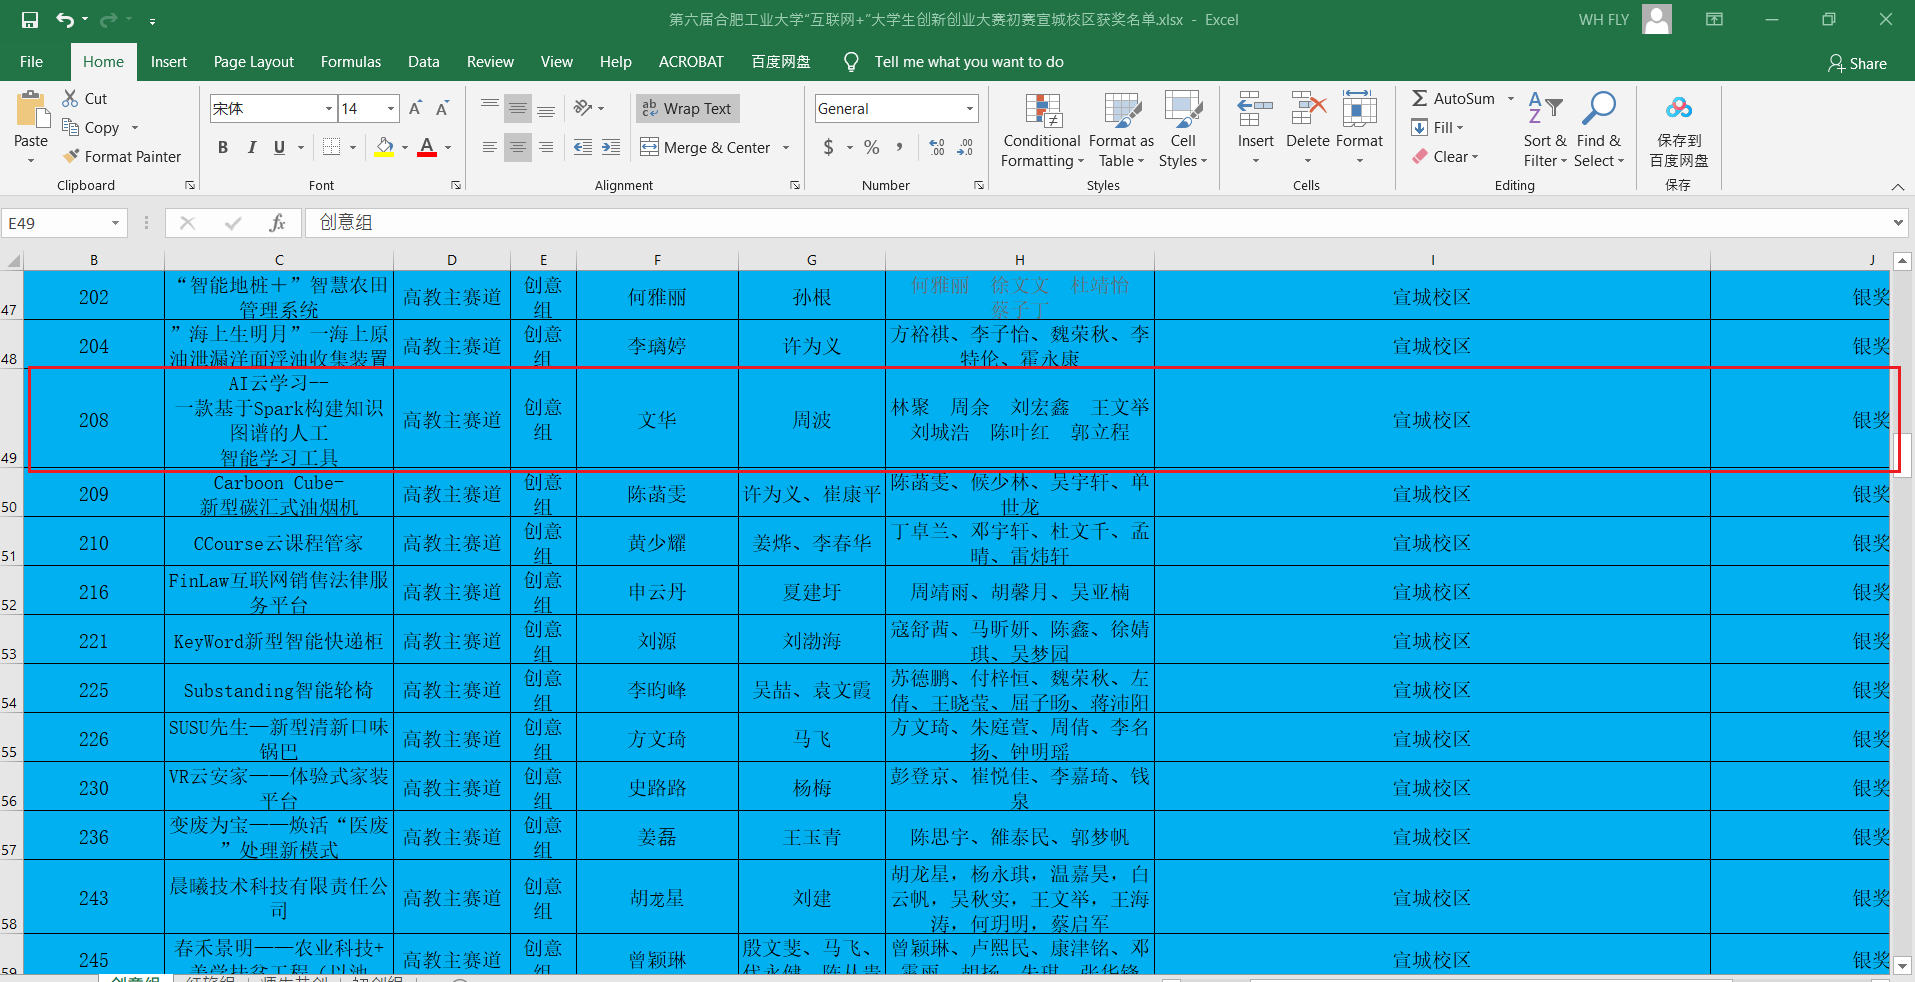 第六届合肥工业大学“互联网+”大学生创新创业大赛初赛宣城校区获奖名单.xlsx - Excel
WH FLY
File Home Insert Page Layout Formulas Data Review View Help ACROBAT 百度网盘 Tell me what you want to do Share
Paste Cut Copy Format Painter Clipboard
宋体 14 B I U A Font
Wrap Text Merge & Center Alignment
General $ % Number
Conditional Formatting Format as Table Cell Styles Styles
Insert Delete Format Cells
AutoSum Fill Clear Sort & Filter Find & Select Editing
保存到 百度网盘 保存
E49 fx 创意组
B C D E F G H I J
47 202 “智能地桩+”智慧农田管理系统 高教主赛道 创意组 何雅丽 孙根 何雅丽 徐文文 杜靖怡 蔡子丁 宣城校区 银奖
48 204 ”海上生明月”一海上原油泄漏洋面浮油收集装置 高教主赛道 创意组 李璃婷 许为义 方裕祺、李子怡、魏荣秋、李特伦、霍永康 宣城校区 银奖
49 208 AI云学习--一款基于Spark构建知识图谱的人工智能学习工具 高教主赛道 创意组 文华 周波 林聚 周余 刘宏鑫 王文举 刘城浩 陈叶红 郭立程 宣城校区 银奖
50 209 Carboon Cube-新型碳汇式油烟机 高教主赛道 创意组 陈菡雯 许为义、崔康平 陈菡雯、候少林、吴宇轩、单世龙 宣城校区 银奖
51 210 CCourse云课程管家 高教主赛道 创意组 黄少耀 姜烨、李春华 丁卓兰、邓宇轩、杜文千、孟晴、雷炜轩 宣城校区 银奖
52 216 FinLaw互联网销售法律服务平台 高教主赛道 创意组 申云丹 夏建圩 周靖雨、胡馨月、吴亚楠 宣城校区 银奖
53 221 KeyWord新型智能快递柜 高教主赛道 创意组 刘源 刘渤海 寇舒茜、马昕妍、陈鑫、徐婧琪、吴梦园 宣城校区 银奖
54 225 Substanding智能轮椅 高教主赛道 创意组 李昀峰 吴喆、袁文霞 苏德鹏、付梓恒、魏荣秋、左倩、王晓莹、屈子旸、蒋沛阳 宣城校区 银奖
55 226 SUSU先生—新型清新口味锅巴 高教主赛道 创意组 方文琦 马飞 方文琦、朱庭萱、周倩、李名扬、钟明瑶 宣城校区 银奖
56 230 VR云安家——体验式家装平台 高教主赛道 创意组 史路路 杨梅 彭登京、崔悦佳、李嘉琦、钱泉 宣城校区 银奖
57 236 变废为宝——焕活“医废”处理新模式 高教主赛道 创意组 姜磊 王玉青 陈思宇、雒泰民、郭梦帆 宣城校区 银奖
58 243 晨曦技术科技有限责任公司 高教主赛道 创意组 胡龙星 刘建 胡龙星，杨永琪，温嘉昊，白云帆，吴秋实，王文举，王海涛，何玥明，蔡启军 宣城校区 银奖
59 245 春禾景明——农业科技+ 高教主赛道 创意 曾颖琳 殷文斐、马飞、 曾颖琳、卢熙民、康津铭、邓 宣城校区 银奖
创意组